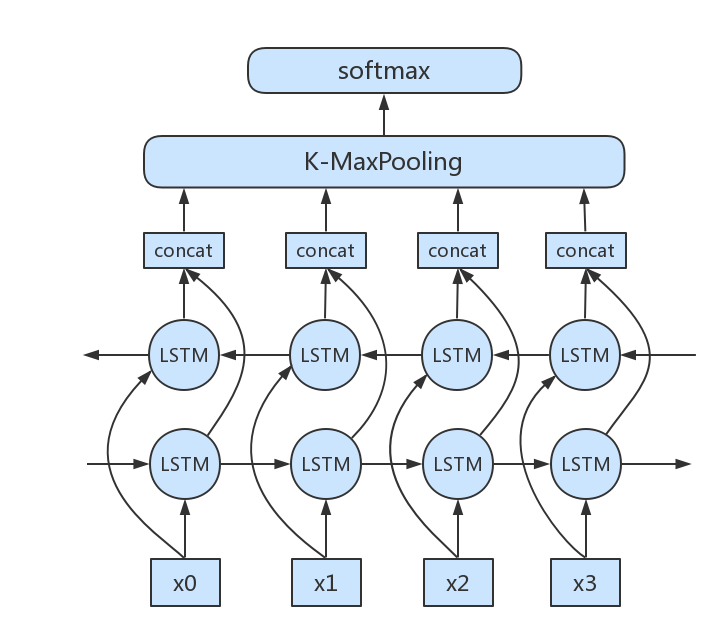 softmax
K-MaxPooling
concat concat concat concat
LSTM LSTM LSTM LSTM
LSTM LSTM LSTM LSTM
x0 x1 x2 x3